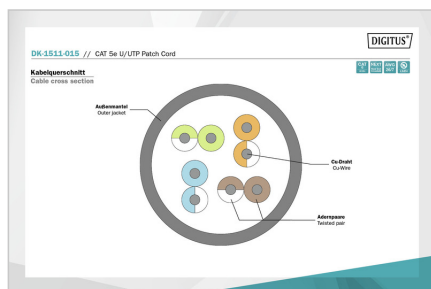 DIGITUS®
DK-1511-015 // CAT 5e U/UTP Patch Cord
Kabelquerschnitt
Cable cross section
Außenmantel
Outer jacket
Cu-Draht
Cu-Wire
Adernpaare
Twisted pair